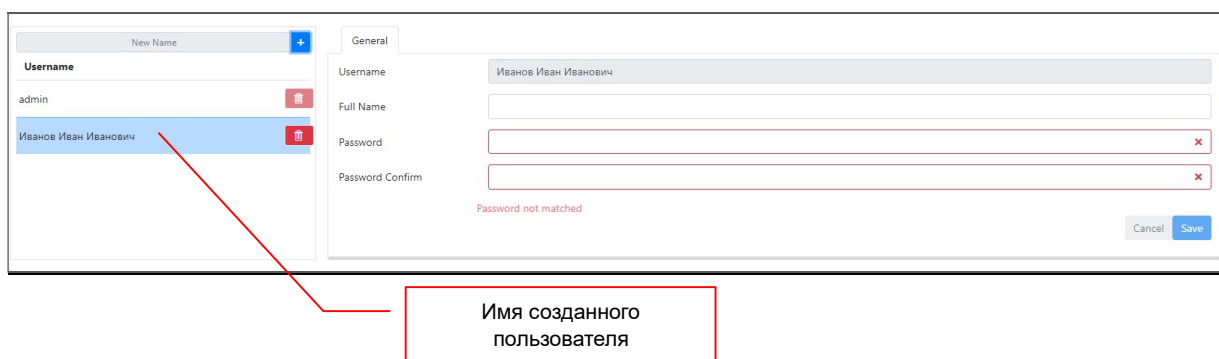 New Name
+
Username
admin
Иванов Иван Иванович
General
Username
Иванов Иван Иванович
Full Name
Password
Password Confirm
Password not matched
Cancel Save
Имя созданного
пользователя